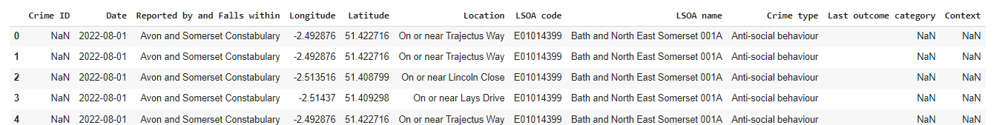 Crime ID Date Reported by and Falls within Longitude Latitude Location LSOA code LSOA name Crime type Last outcome category Context
0 NaN 2022-08-01 Avon and Somerset Constabulary -2.492876 51.422716 On or near Trajectus Way E01014399 Bath and North East Somerset 001A Anti-social behaviour NaN NaN
1 NaN 2022-08-01 Avon and Somerset Constabulary -2.492876 51.422716 On or near Trajectus Way E01014399 Bath and North East Somerset 001A Anti-social behaviour NaN NaN
2 NaN 2022-08-01 Avon and Somerset Constabulary -2.513516 51.408799 On or near Lincoln Close E01014399 Bath and North East Somerset 001A Anti-social behaviour NaN NaN
3 NaN 2022-08-01 Avon and Somerset Constabulary -2.51437 51.409298 On or near Lays Drive E01014399 Bath and North East Somerset 001A Anti-social behaviour NaN NaN
4 NaN 2022-08-01 Avon and Somerset Constabulary -2.492876 51.422716 On or near Trajectus Way E01014399 Bath and North East Somerset 001A Anti-social behaviour NaN NaN